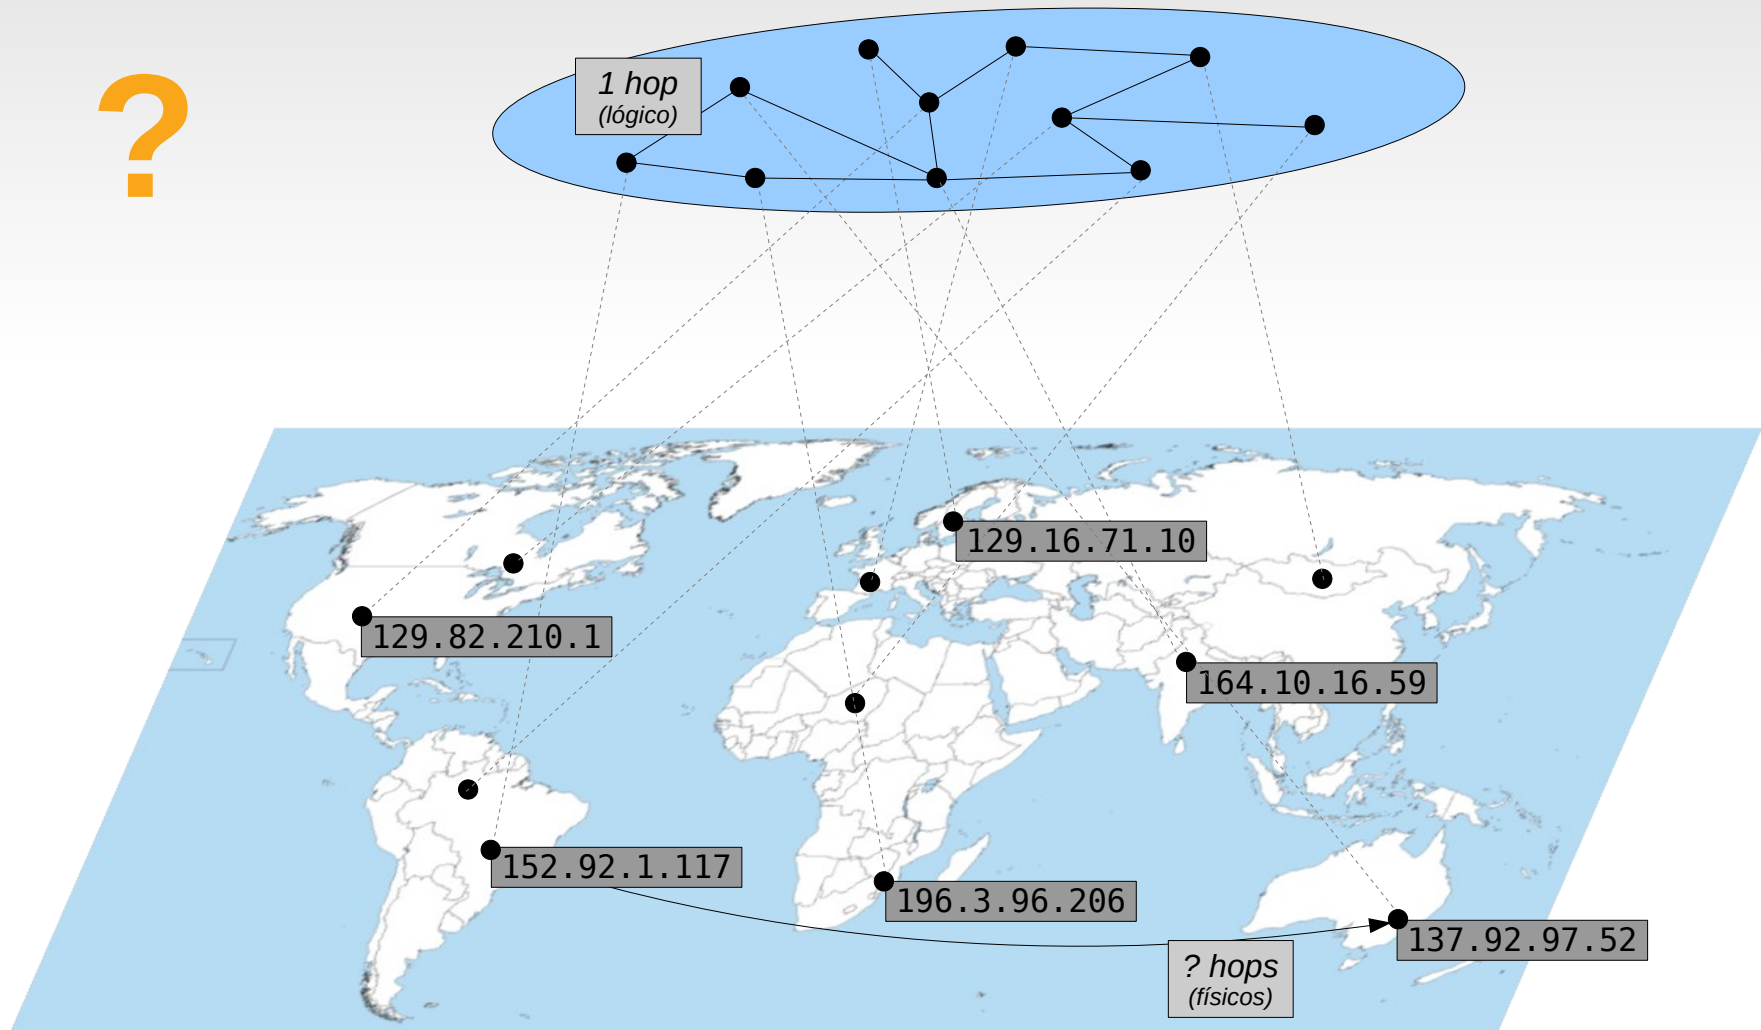 ?
1 hop
(lógico)
129.16.71.10
129.82.210.1
164.10.16.59
152.92.1.117
196.3.96.206
137.92.97.52
? hops
(físicos)